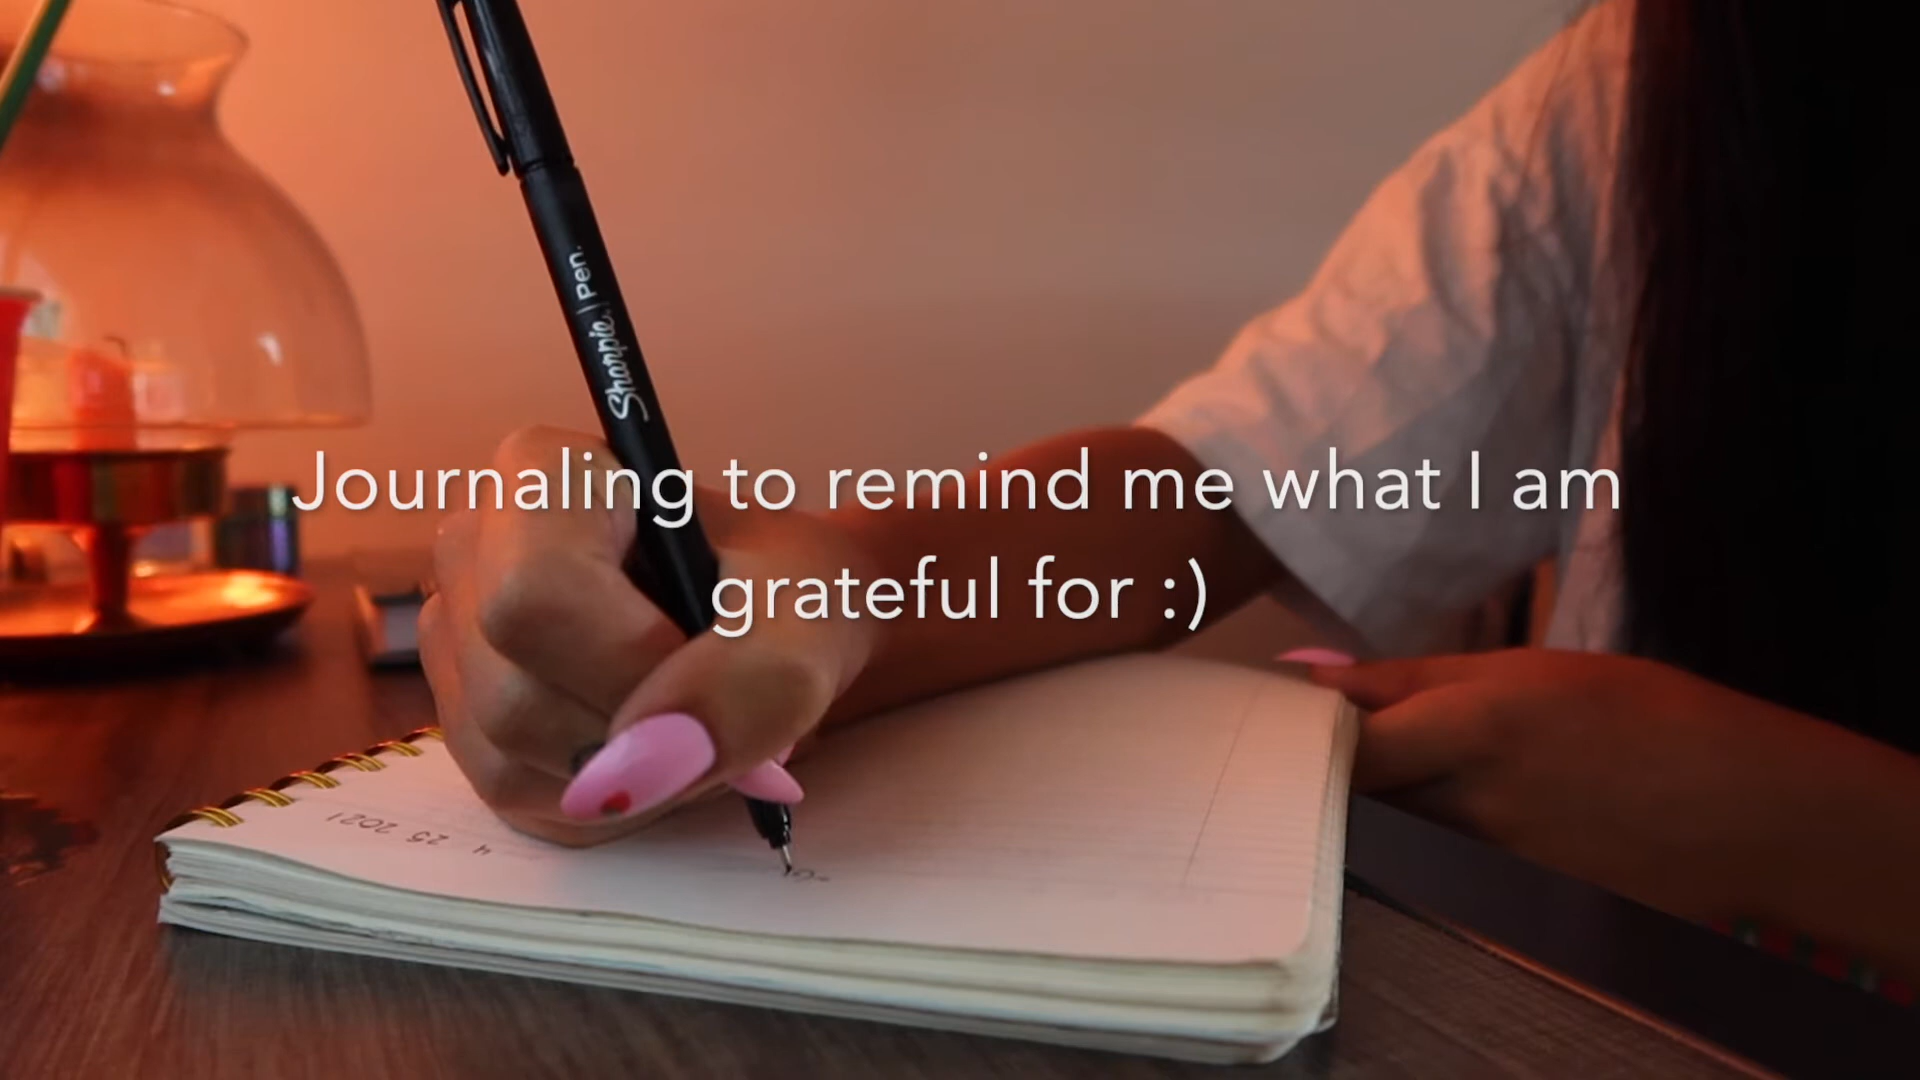 Journaling to remind me what I am
grateful for :)
Sharpie. | Pen.
4 25 2021